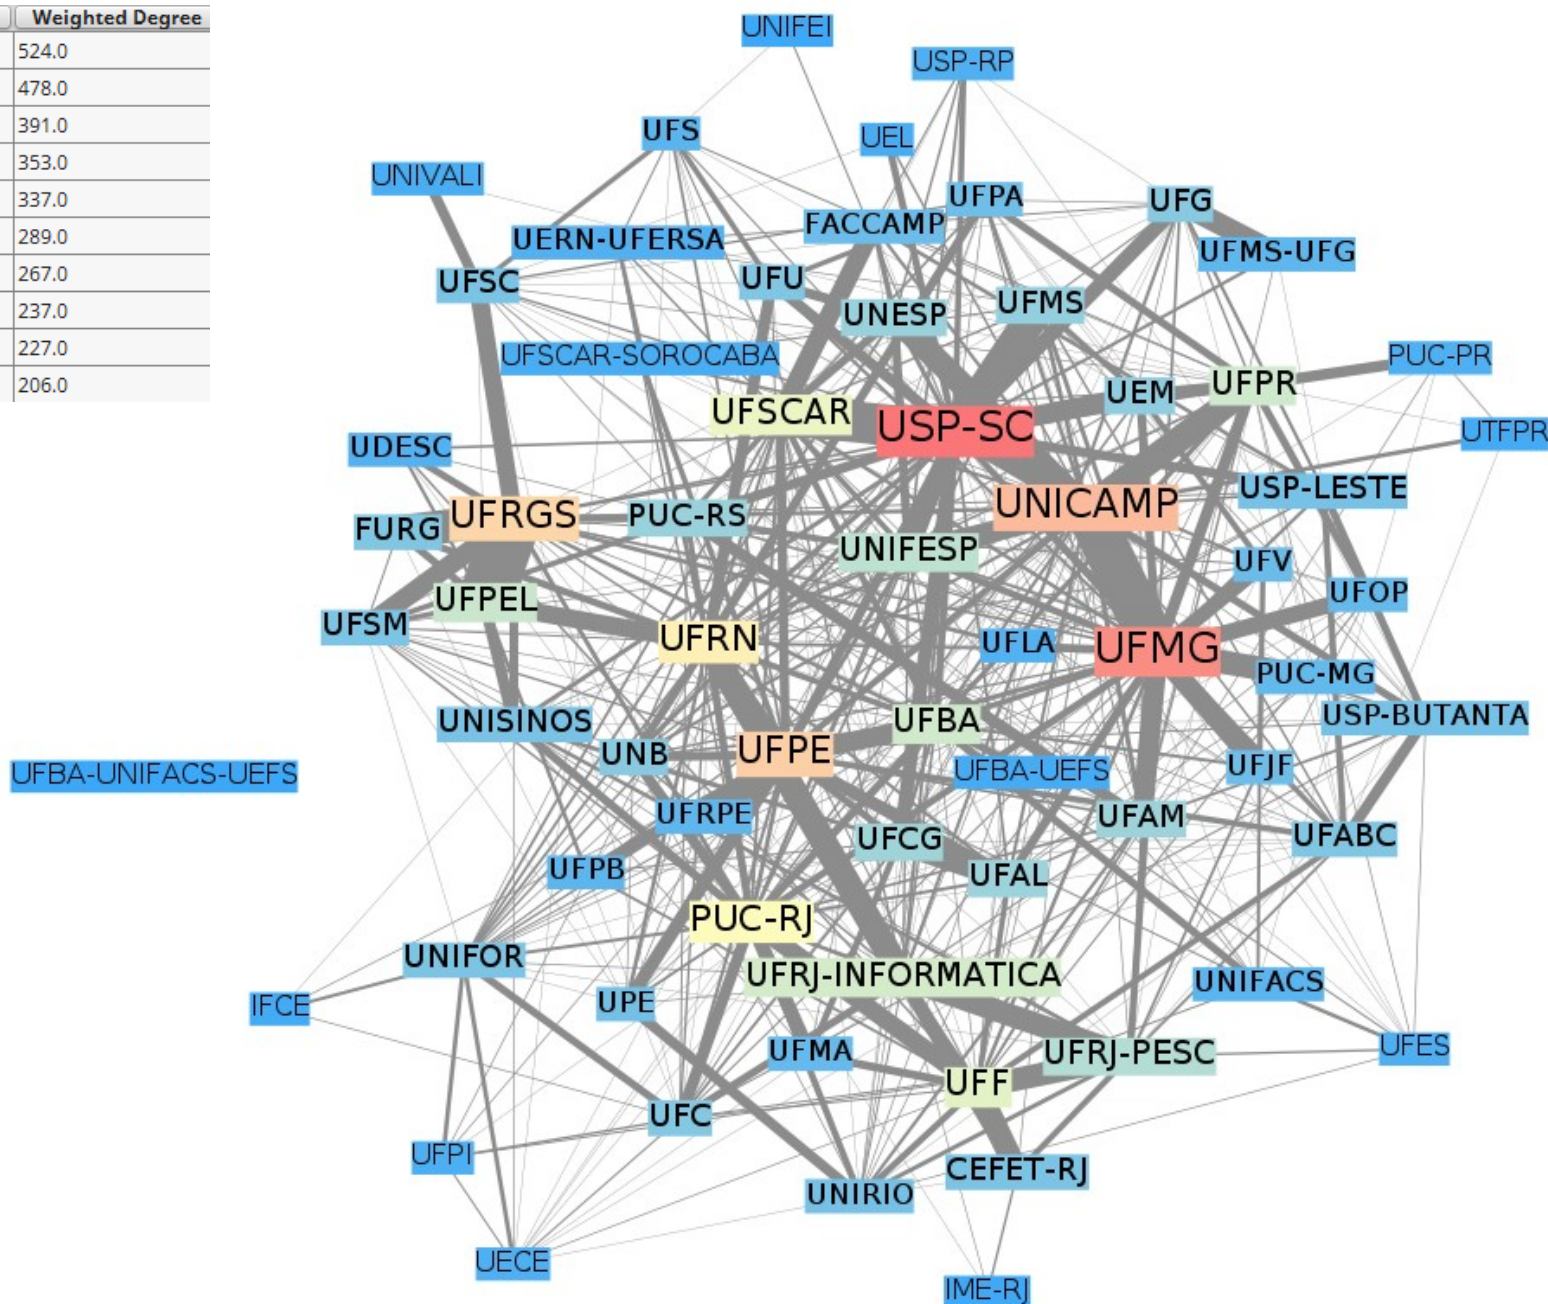 Weighted Degree
524.0
478.0
391.0
353.0
337.0
289.0
267.0
237.0
227.0
206.0
UNIFEI
USP-RP
UFS
UEL
UNIVALI
UFPA
UFG
FACCAMP
UERN-UFERSA
UFMS-UFG
UFSC
UFU
UNESP
UFMS
UFSCAR-SOROCABA
PUC-PR
UEM
UFPR
UFSCAR
USP-SC
UTFPR
UDESC
USP-LESTE
UNICAMP
UFRGS
PUC-RS
FURG
UNIFESP
UFV
UFOP
UFPEL
UFSM
UFRN
UFLA
UFMG
PUC-MG
UNISINOS
UFBA
USP-BUTANTA
UNB
UFPE
UFBA-UNIFACS-UEFS
UFBA-UEFS
UFJF
UFRPE
UFAM
UFCG
UFABC
UFPB
UFAL
PUC-RJ
UNIFOR
UFRJ-INFORMATICA
UNIFACS
IFCE
UPE
UFMA
UFRJ-PESC
UFES
UFF
UFC
UFPI
CEFET-RJ
UNIRIO
UECE
IME-RJ